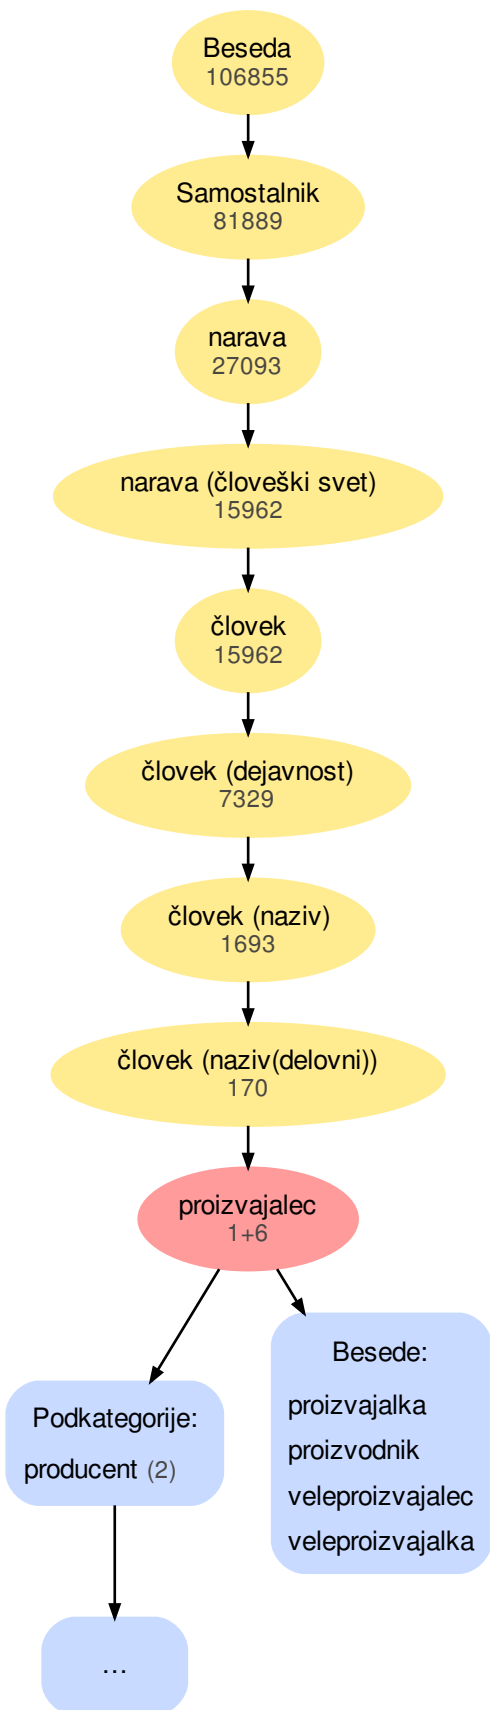 Beseda
106855
Samostalnik
81889
narava
27093
narava (človeški svet)
15962
človek
15962
človek (dejavnost)
7329
človek (naziv)
1693
človek (naziv(delovni))
170
proizvajalec
1+6
Besede:
proizvajalka
proizvodnik
veleproizvajalec
veleproizvajalka
Podkategorije:
producent (2)
...